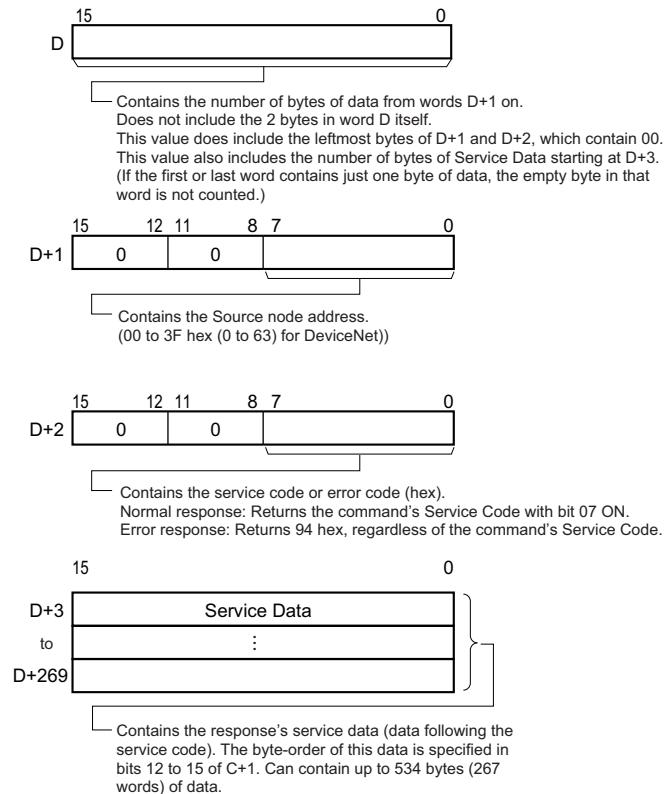 15 0
D
Contains the number of bytes of data from words D+1 on.
Does not include the 2 bytes in word D itself.
This value does include the leftmost bytes of D+1 and D+2, which contain 00.
This value also includes the number of bytes of Service Data starting at D+3.
(If the first or last word contains just one byte of data, the empty byte in that
word is not counted.)
15 12 11 8 7 0
D+1 0 0
Contains the Source node address.
(00 to 3F hex (0 to 63) for DeviceNet))
15 12 11 8 7 0
D+2 0 0
Contains the service code or error code (hex).
Normal response: Returns the command's Service Code with bit 07 ON.
Error response: Returns 94 hex, regardless of the command's Service Code.
15 0
D+3 Service Data
to ⋮
D+269
Contains the response's service data (data following the
service code). The byte-order of this data is specified in
bits 12 to 15 of C+1. Can contain up to 534 bytes (267
words) of data.